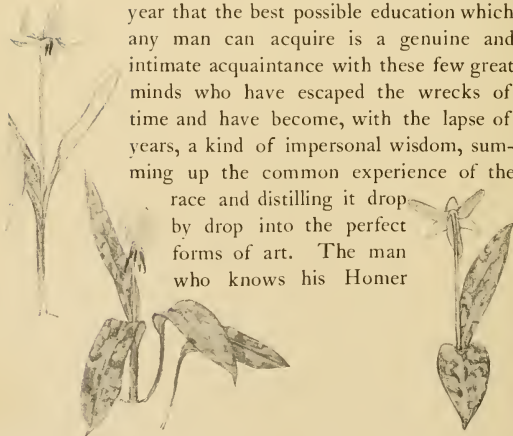 year that the best possible education which
any man can acquire is a genuine and
intimate acquaintance with these few great
minds who have escaped the wrecks of
time and have become, with the lapse of
years, a kind of impersonal wisdom, sum-
ming up the common experience of the
race and distilling it drop
by drop into the perfect
forms of art. The man
who knows his Homer